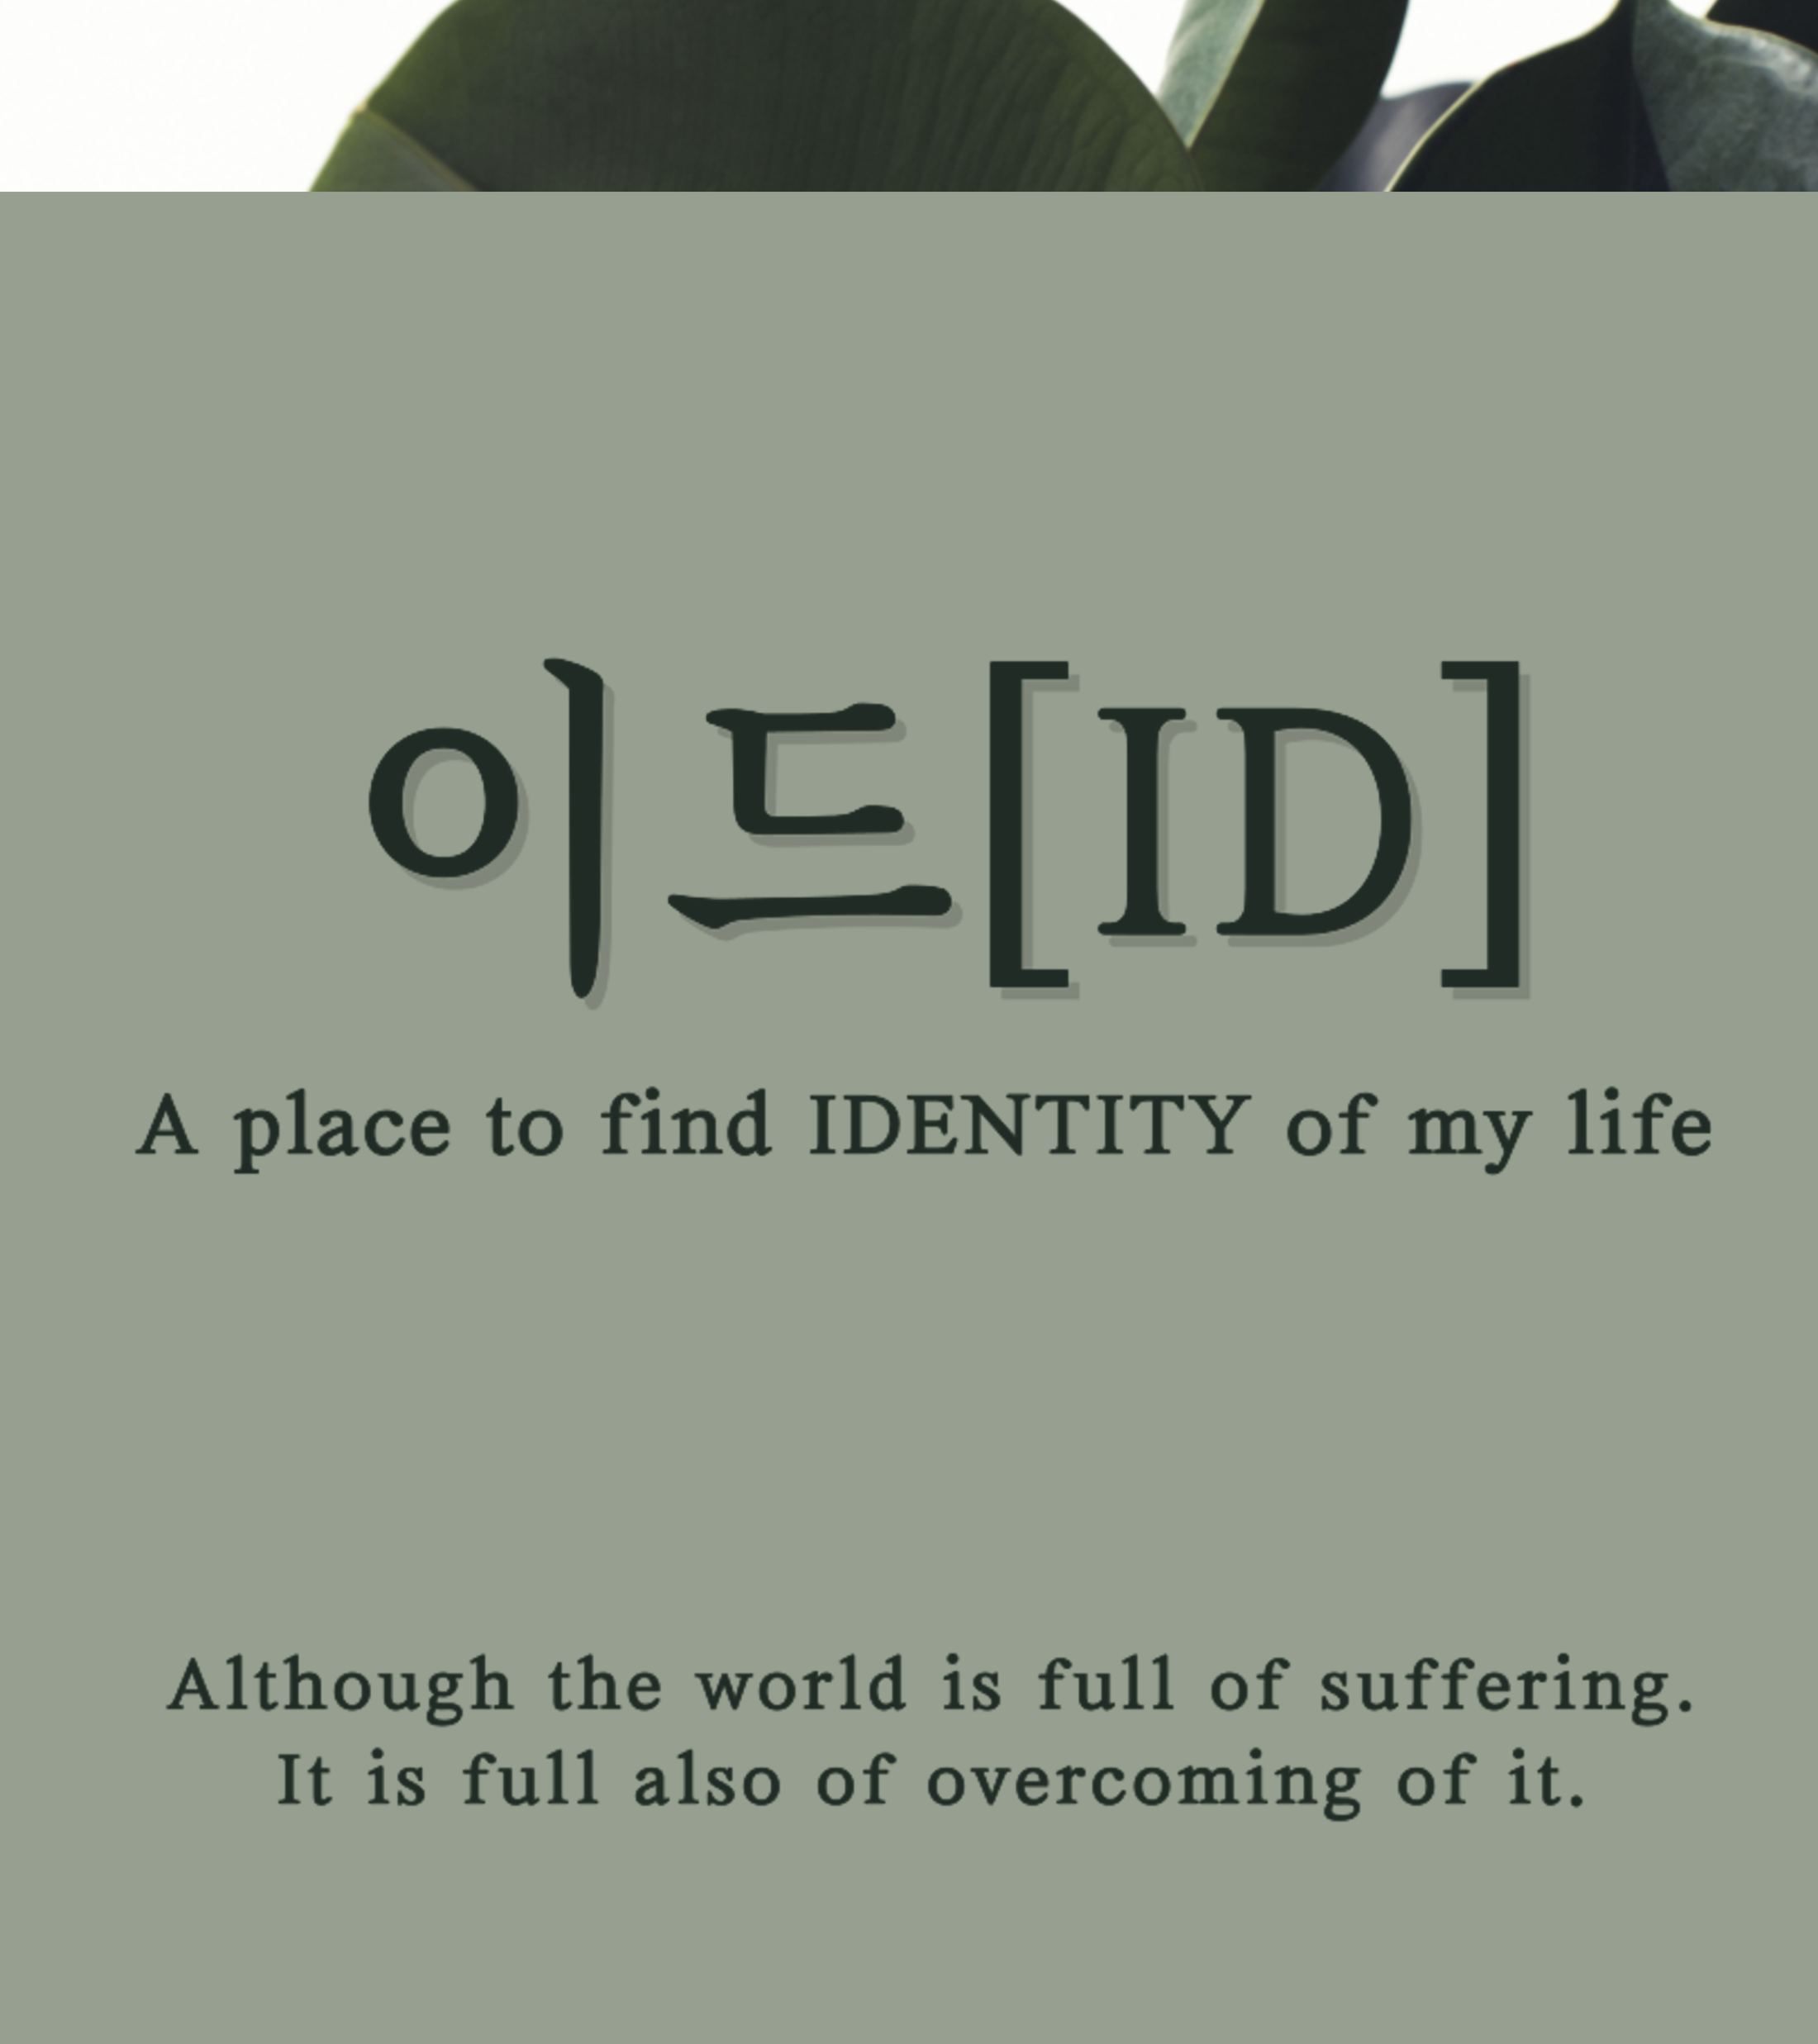 이드[ID]
A place to find IDENTITY of my life
Although the world is full of suffering.
It is full also of overcoming of it.